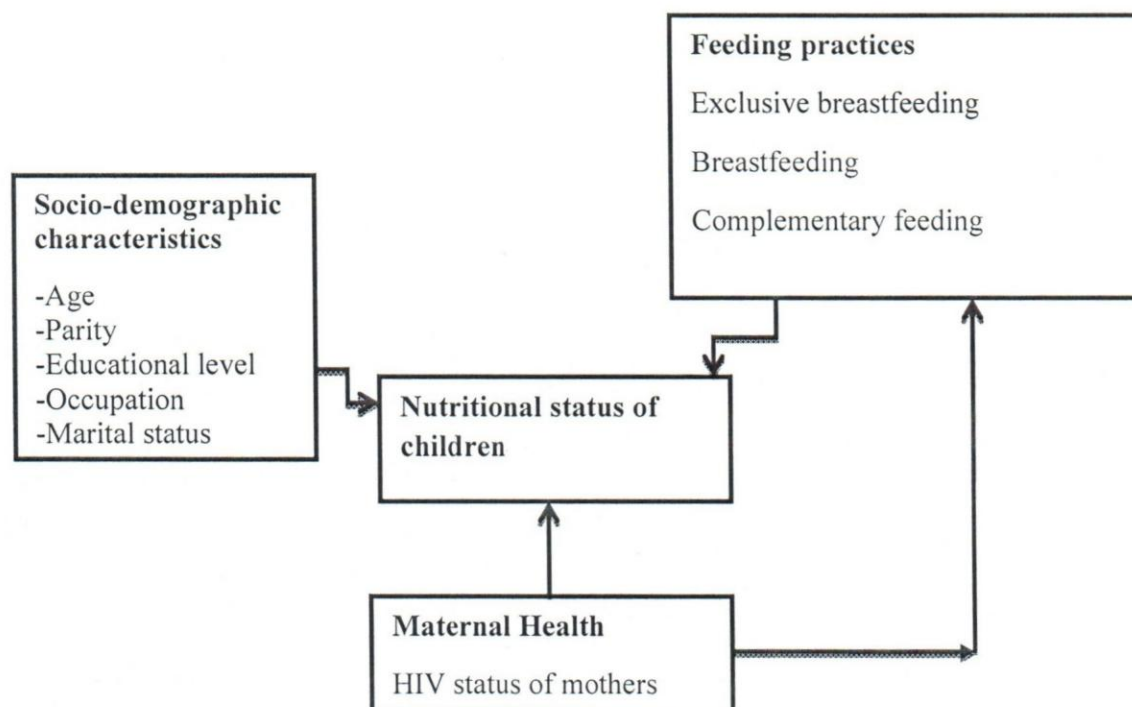 Feeding practices
Exclusive breastfeeding
Breastfeeding
Complementary feeding
Socio-demographic
characteristics
-Age
-Parity
-Educational level
-Occupation
-Marital status
Nutritional status of
children
Maternal Health
HIV status of mothers